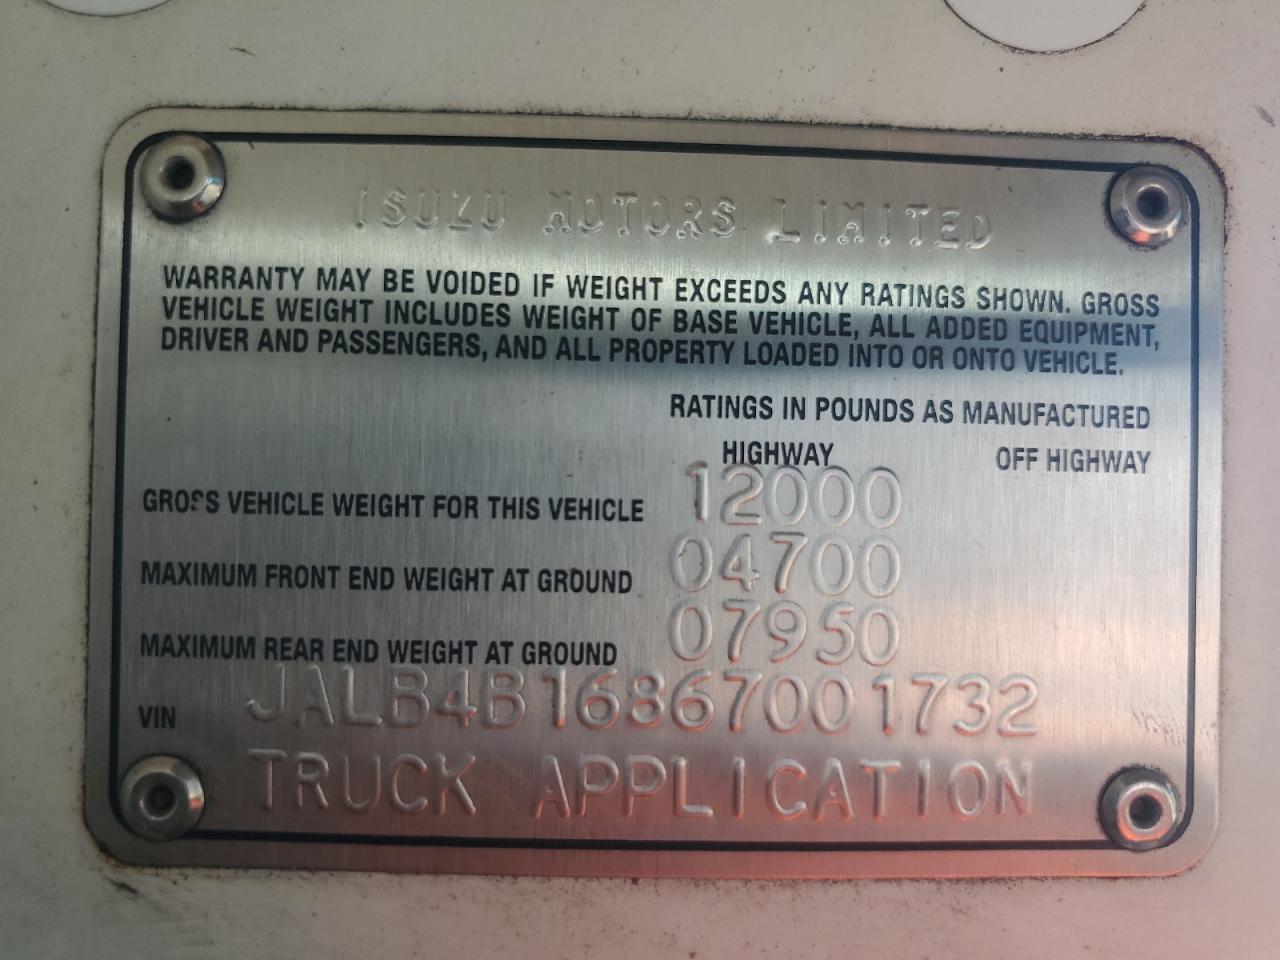 ISUZU MOTORS LIMITED
WARRANTY MAY BE VOIDED IF WEIGHT EXCEEDS ANY RATINGS SHOWN. GROSS
VEHICLE WEIGHT INCLUDES WEIGHT OF BASE VEHICLE, ALL ADDED EQUIPMENT,
DRIVER AND PASSENGERS, AND ALL PROPERTY LOADED INTO OR ONTO VEHICLE.
RATINGS IN POUNDS AS MANUFACTURED
HIGHWAY OFF HIGHWAY
GROSS VEHICLE WEIGHT FOR THIS VEHICLE 12000
MAXIMUM FRONT END WEIGHT AT GROUND 04700
MAXIMUM REAR END WEIGHT AT GROUND 07950
VIN JALB4B16867001732
TRUCK APPLICATION